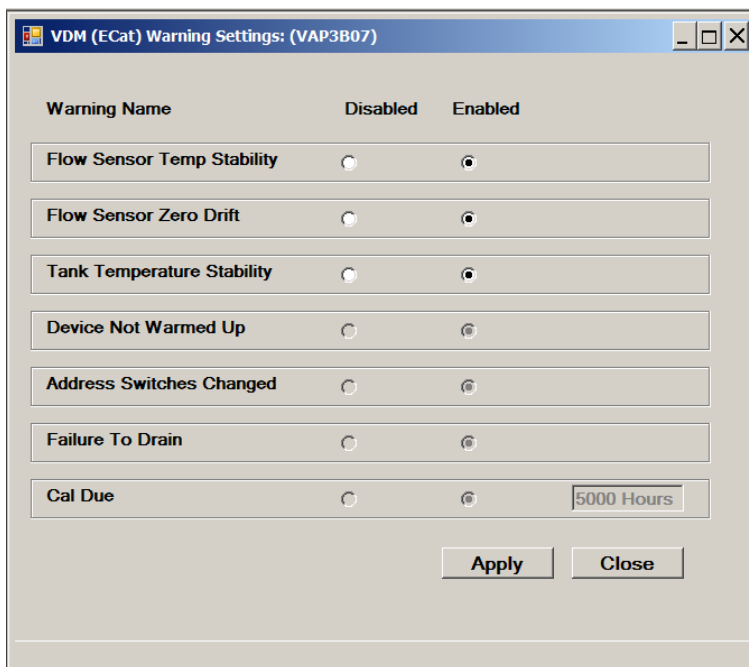 VDM (ECat) Warning Settings: (VAP3B07)
Warning Name Disabled Enabled
Flow Sensor Temp Stability
Flow Sensor Zero Drift
Tank Temperature Stability
Device Not Warmed Up
Address Switches Changed
Failure To Drain
Cal Due 5000 Hours
Apply Close